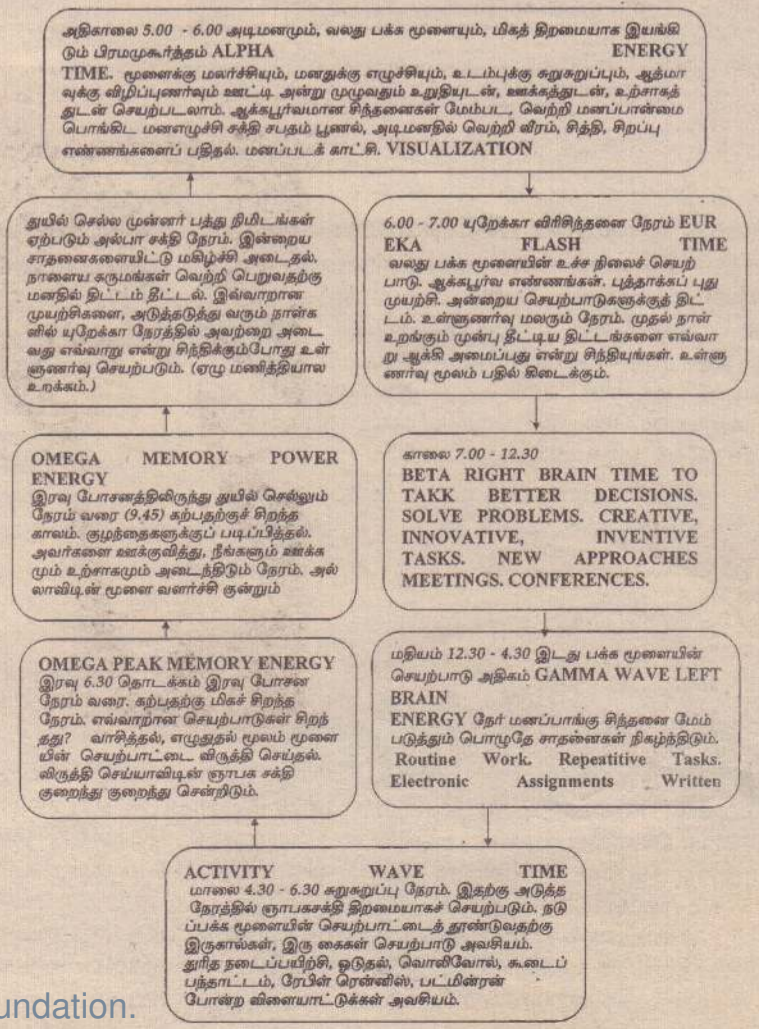 அதிகாலை 5.00 - 6.00 அடிமனமும், வலது பக்க மூளையும், மிகத் திறமையாக இயங்கி
டும் பிரமமுகூர்த்தம் ALPHA ENERGY
TIME. மூளைக்கு மலர்ச்சியும், மனதுக்கு எழுச்சியும், உடம்புக்கு சுறுசுறுப்பும், ஆத்மா
வுக்கு விழிப்புணர்வும் ஊட்டி அன்று முழுவதும் உறுதியுடன், ஊக்கத்துடன், உற்சாகத்
துடன் செயற்படலாம். ஆக்கபூர்வமான சிந்தனைகள் மேம்பட, வெற்றி மனப்பான்மை
பொங்கிட மனஎழுச்சி சக்தி சபதம் பூணல், அடிமனதில் வெற்றி வீரம், சித்தி, சிறப்பு
எண்ணங்களைப் பதிதல். மனப்படக் காட்சி. VISUALIZATION
6.00 - 7.00 யுறேக்கா விரிசிந்தனை நேரம் EUR
EKA FLASH TIME
வலது பக்க மூளையின் உச்ச நிலைச் செயற்
பாடு. ஆக்கபூர்வ எண்ணங்கள். புத்தாக்கப் புது
முயற்சி. அன்றைய செயற்பாடுகளுக்குத் திட்
டம். உள்ளுணர்வு மலரும் நேரம். முதல் நாள்
உறங்கும் முன்பு தீட்டிய திட்டங்களை எவ்வா
று ஆக்கி அமைப்பது என்று சிந்தியுங்கள். உள்ளு
ணர்வு மூலம் பதில் கிடைக்கும்.
காலை 7.00 - 12.30
BETA RIGHT BRAIN TIME TO
TAKK BETTER DECISIONS.
SOLVE PROBLEMS. CREATIVE,
INNOVATIVE, INVENTIVE
TASKS. NEW APPROACHES
MEETINGS. CONFERENCES.
மதியம் 12.30 - 4.30 இடது பக்க மூளையின்
செயற்பாடு அதிகம் GAMMA WAVE LEFT
BRAIN
ENERGY நேர் மனப்பாங்கு சிந்தனை மேம்
படுத்தும் பொழுதே சாதனைகள் நிகழ்ந்திடும்.
Routine Work. Repeatitive Tasks.
Electronic Assignments Written
ACTIVITY WAVE TIME
மாலை 4.30 - 6.30 சுறுசுறுப்பு நேரம். இதற்கு அடுத்த
நேரத்தில் ஞாபகசக்தி திறமையாகச் செயற்படும். நடு
ப்பக்க மூளையின் செயற்பாட்டைத் தூண்டுவதற்கு
இருகால்கள், இரு கைகள் செயற்பாடு அவசியம்.
துரித நடைப்பயிற்சி, ஓடுதல், வொலிவோல், கூடைப்
பந்தாட்டம், ரேபிள் ரென்னிஸ், பட்மின்ரன்
போன்ற விளையாட்டுக்கள் அவசியம்.
OMEGA PEAK MEMORY ENERGY
இரவு 6.30 தொடக்கம் இரவு போசன
நேரம் வரை. கற்பதற்கு மிகச் சிறந்த
நேரம். எவ்வாறான செயற்பாடுகள் சிறந்
தது? வாசித்தல், எழுதுதல் மூலம் மூளை
யின் செயற்பாட்டை விருத்தி செய்தல்.
விருத்தி செய்யாவிடின் ஞாபக சக்தி
குறைந்து குறைந்து சென்றிடும்.
OMEGA MEMORY POWER
ENERGY
இரவு போசனத்திலிருந்து துயில் செல்லும்
நேரம் வரை (9.45) கற்பதற்குச் சிறந்த
காலம். குழந்தைகளுக்குப் படிப்பித்தல்.
அவர்களை ஊக்குவித்து, நீங்களும் ஊக்க
மும் உற்சாகமும் அடைந்திடும் நேரம். அல்
லாவிடின் மூளை வளர்ச்சி குன்றும்
துயில் செல்ல முன்னர் பத்து நிமிடங்கள்
ஏற்படும் அல்பா சக்தி நேரம். இன்றைய
சாதனைகளையிட்டு மகிழ்ச்சி அடைதல்.
நாளைய கருமங்கள் வெற்றி பெறுவதற்கு
மனதில் திட்டம் தீட்டல். இவ்வாறான
முயற்சிகளை, அடுத்தடுத்து வரும் நாள்க
ளில் யுறேக்கா நேரத்தில் அவற்றை அடை
வது எவ்வாறு என்று சிந்திக்கும்போது உள்
ளுணர்வு செயற்படும். (ஏழு மணித்தியால
உறக்கம்.)
undation.